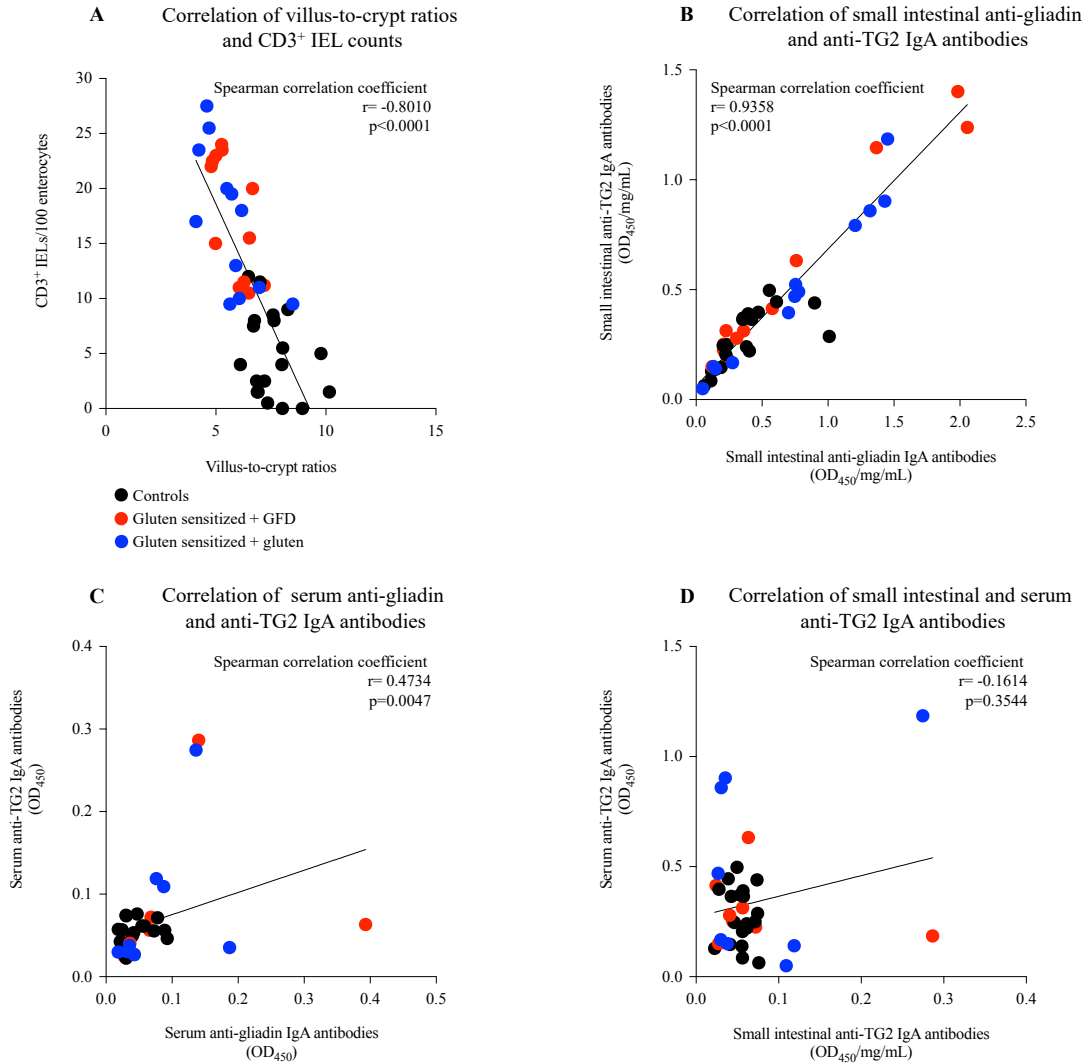 A
Correlation of villus-to-crypt ratios
and CD3⁺ IEL counts
Spearman correlation coefficient
r= -0.8010
p<0.0001
CD3⁺ IELs/100 enterocytes
30
25
20
15
10
5
0
5
10
15
Villus-to-crypt ratios
Controls
Gluten sensitized + GFD
Gluten sensitized + gluten
B
Correlation of small intestinal anti-gliadin
and anti-TG2 IgA antibodies
Spearman correlation coefficient
r: 0.9358
p<0.0001
Small intestinal anti-TG2 IgA antibodies
(OD₄₅₀/mg/mL)
1.5
1.0
0.5
0.0
0.0
0.5
1.0
1.5
2.0
2.5
Small intestinal anti-gliadin IgA antibodies
(OD₄₅₀/mg/mL)
C
Correlation of serum anti-gliadin
and anti-TG2 IgA antibodies
Spearman correlation coefficient
r= 0.4734
p=0.0047
Serum anti-TG2 IgA antibodies
(OD₄₅₀)
0.4
0.3
0.2
0.1
0.0
0.0
0.1
0.2
0.3
0.4
0.5
Serum anti-gliadin IgA antibodies
(OD₄₅₀)
D
Correlation of small intestinal and serum
anti-TG2 IgA antibodies
Spearman correlation coefficient
r= -0.1614
p=0.3544
Serum anti-TG2 IgA antibodies
(OD₄₅₀)
1.5
1.0
0.5
0.0
0.0
0.1
0.2
0.3
0.4
Small intestinal anti-TG2 IgA antibodies
(OD₄₅₀/mg/mL)